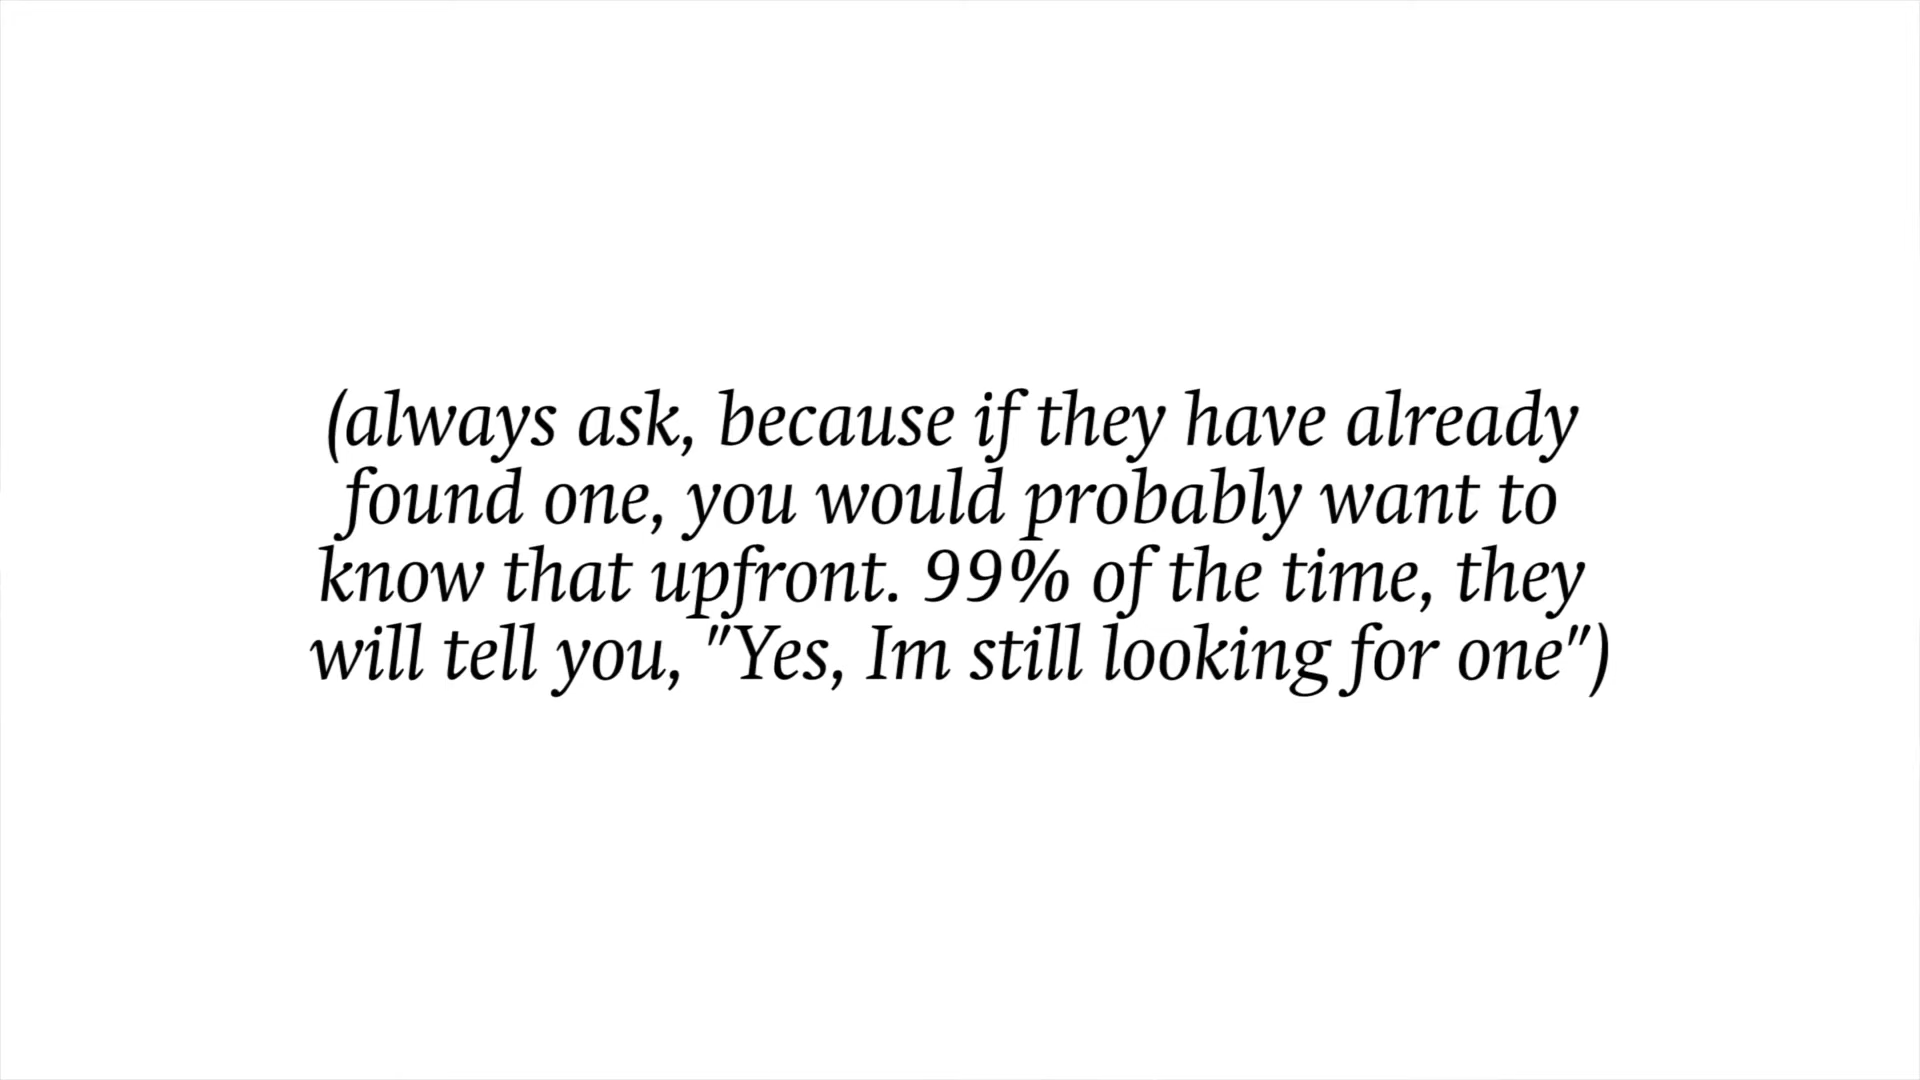 (always ask, because if they have already
found one, you would probably want to
know that upfront. 99% of the time, they
will tell you, "Yes, Im still looking for one")